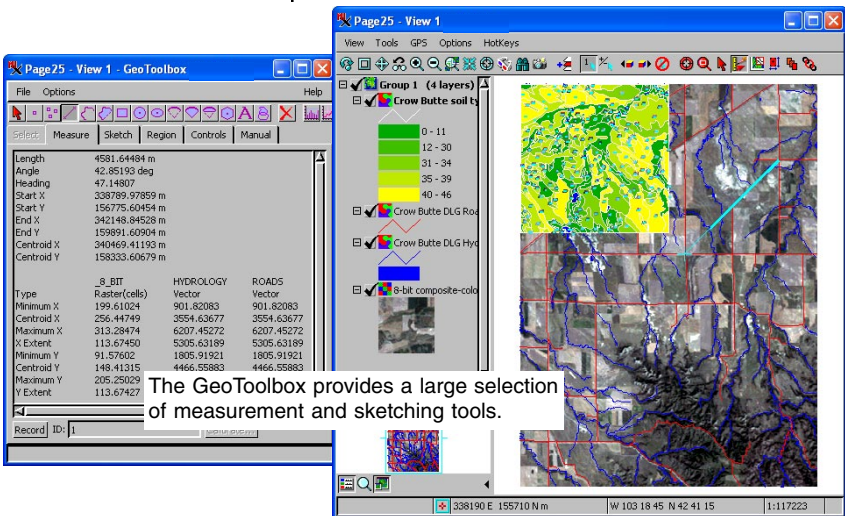 Page25 - View 1
View Tools GPS Options HotKeys
Group 1 (4 layers)
Crow Butte soil ty
0 - 11
12 - 30
31 - 34
35 - 39
40 - 46
Crow Butte DLG Roa
Crow Butte DLG Hyd
8-bit composite-colo
338190 E 155710 N m
W 103 18 45 N 42 41 15
1:117223
Page25 - View 1 - GeoToolbox
File Options Help
Select Measure Sketch Region Controls Manual
Length 4581.64484 m
Angle 42.85193 deg
Heading 47.14807
Start X 338789.97859 m
Start Y 156775.60454 m
End X 342148.84528 m
End Y 159891.60904 m
Centroid X 340469.41193 m
Centroid Y 158333.60679 m
_8_BIT HYDROLOGY ROADS
Type Raster(cells) Vector Vector
Minimum X 199.61024 901.82083 901.82083
Centroid X 256.44749 3554.63677 3554.63677
Maximum X 313.28474 6207.45272 6207.45272
X Extent 113.67450 5305.63189 5305.63189
Minimum Y 91.57602 1805.91921 1805.91921
Centroid Y 148.41315 4466.55883 4466.55883
Maximum Y 205.25029
Y Extent 113.67427
Record ID: 1
The GeoToolbox provides a large selection
of measurement and sketching tools.